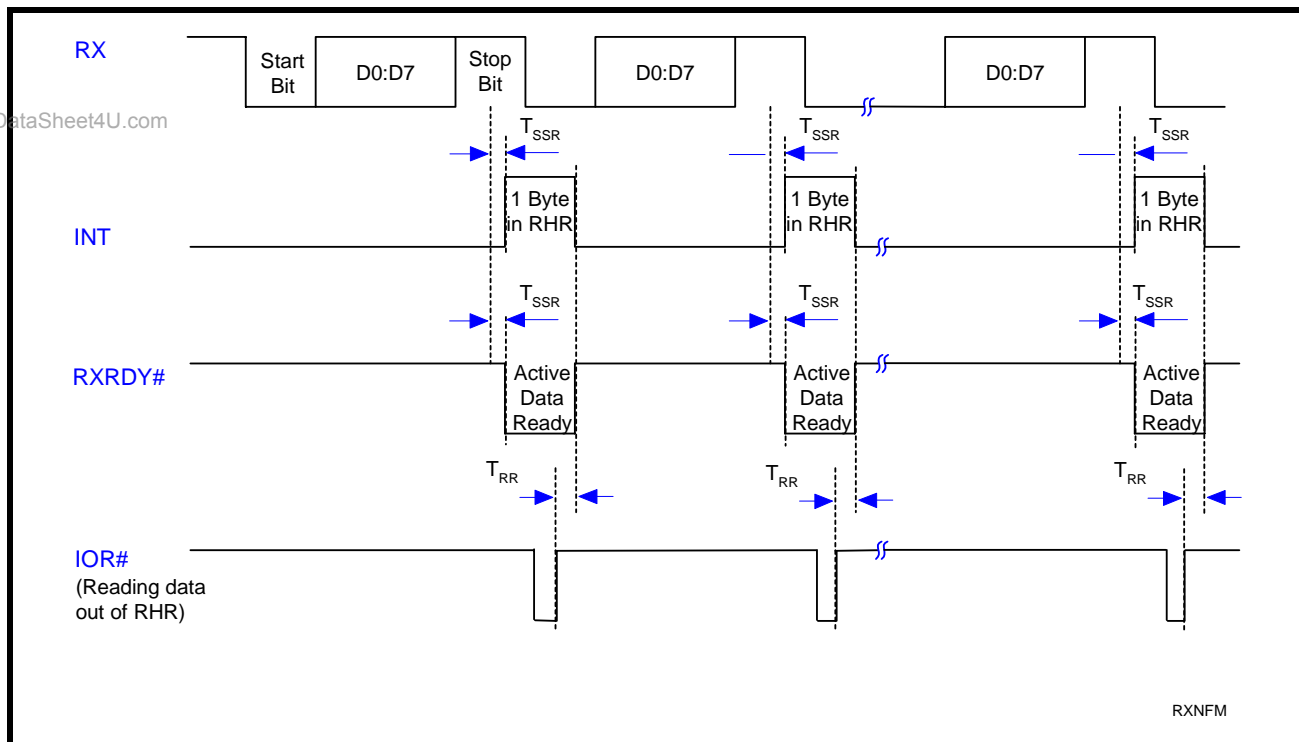 RX
Start
Bit
D0:D7
Stop
Bit
D0:D7
D0:D7
DataSheet4U.com
TSSR
TSSR
TSSR
INT
1 Byte
in RHR
1 Byte
in RHR
1 Byte
in RHR
TSSR
TSSR
TSSR
RXRDY#
Active
Data
Ready
Active
Data
Ready
Active
Data
Ready
TRR
TRR
TRR
IOR#
(Reading data
out of RHR)
RXNFM